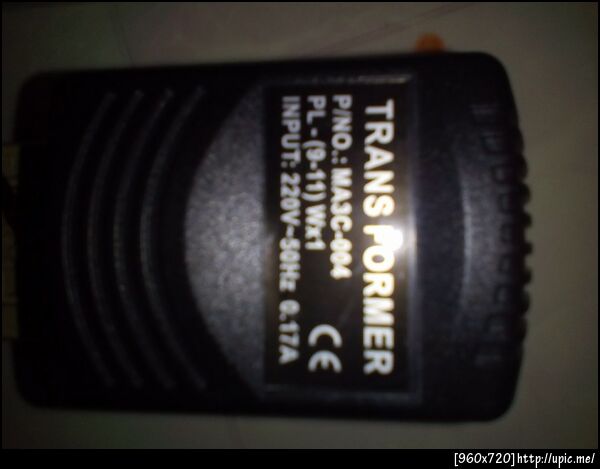 TRANS FORMER
P/NO.: MA3C-004
PL - (9-11) Wx1
INPUT: 220V~50Hz 0.17A
CE
[960x720]http://upic.me/